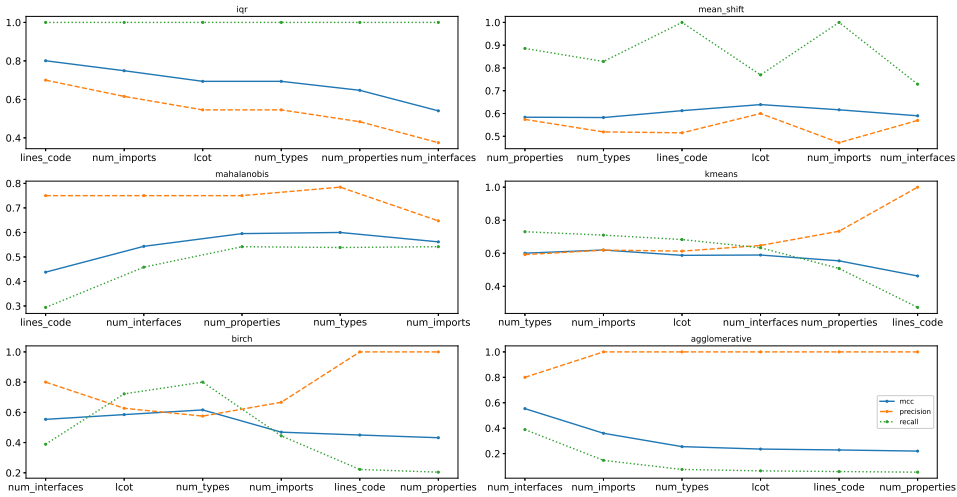 iqr
1.0
0.8
0.6
0.4
lines_code num_imports lcot num_types num_properties num_interfaces
mean_shift
1.0
0.9
0.8
0.7
0.6
0.5
num_properties num_types lines_code lcot num_imports num_interfaces
mahalanobis
0.8
0.7
0.6
0.5
0.4
0.3
lines_code num_interfaces num_properties num_types num_imports
kmeans
1.0
0.8
0.6
0.4
num_types num_imports lcot num_interfaces num_properties lines_code
birch
1.0
0.8
0.6
0.4
0.2
num_interfaces lcot num_types num_imports lines_code num_properties
agglomerative
1.0
0.8
0.6
0.4
0.2
mcc
precision
recall
num_interfaces num_imports num_types lcot lines_code num_properties